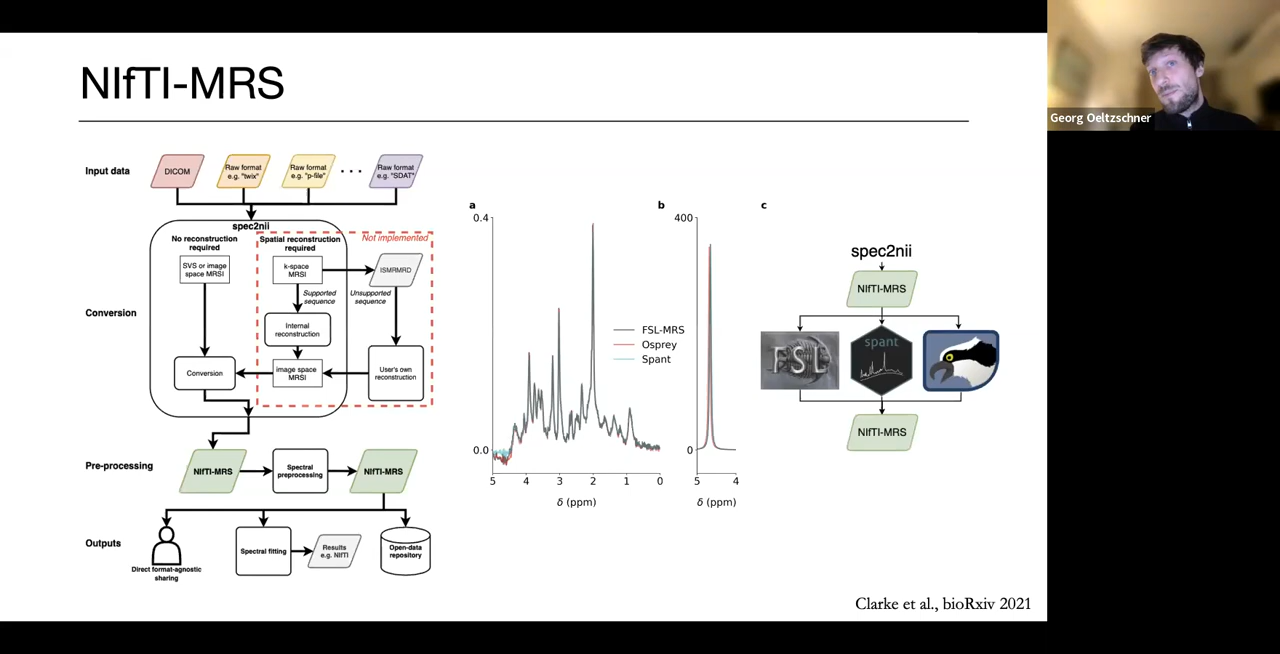 NIfTI-MRS
Georg Oeltzschner
Input data
DICOM
Raw format
e.g. "twix"
Raw format
e.g. "p-file"
Raw format
e.g. "SDAT"
spec2nii
No reconstruction
required
Spatial reconstruction
required
Not implemented
SVS or image
space MRSI
k-space
MRSI
ISMRMRD
Supported
sequence
Unsupported
sequence
Conversion
Internal
reconstruction
Conversion
image space
MRSI
User's own
reconstruction
Pre-processing
NIfTI-MRS
Spectral
preprocessing
NIfTI-MRS
Outputs
Direct format-agnostic
sharing
Spectral fitting
Results
e.g. NIfTI
Open-data
repository
a
0.4
0.0
5 4 3 2 1 0
δ (ppm)
FSL-MRS
Osprey
Spant
b
400
0
5 4
δ (ppm)
c
spec2nii
NIfTI-MRS
FSL
spant
NIfTI-MRS
Clarke et al., bioRxiv 2021